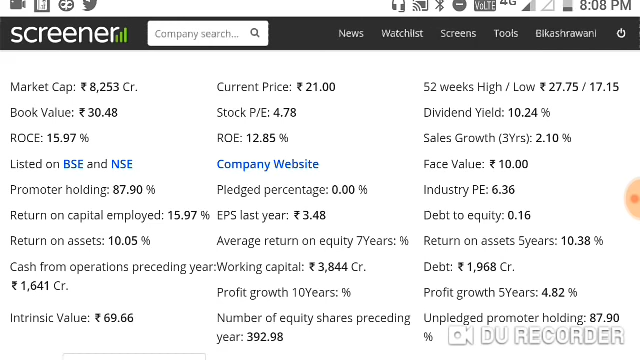 VoLTE 4G 8:08 PM
screener Company search... News Watchlist Screens Tools Bikashrawani
Market Cap: ₹ 8,253 Cr. Current Price: ₹ 21.00 52 weeks High / Low ₹ 27.75 / 17.15
Book Value: ₹ 30.48 Stock P/E: 4.78 Dividend Yield: 10.24 %
ROCE: 15.97 % ROE: 12.85 % Sales Growth (3Yrs): 2.10 %
Listed on BSE and NSE Company Website Face Value: ₹ 10.00
Promoter holding: 87.90 % Pledged percentage: 0.00 % Industry PE: 6.36
Return on capital employed: 15.97 % EPS last year: ₹ 3.48 Debt to equity: 0.16
Return on assets: 10.05 % Average return on equity 7Years: % Return on assets 5years: 10.38 %
Cash from operations preceding year: Working capital: ₹ 3,844 Cr. Debt: ₹ 1,968 Cr.
₹ 1,641 Cr. Profit growth 10Years: % Profit growth 5Years: 4.82 %
Intrinsic Value: ₹ 69.66 Number of equity shares preceding Unpledged promoter holding: 87.90
year: 392.98 %
DU RECORDER